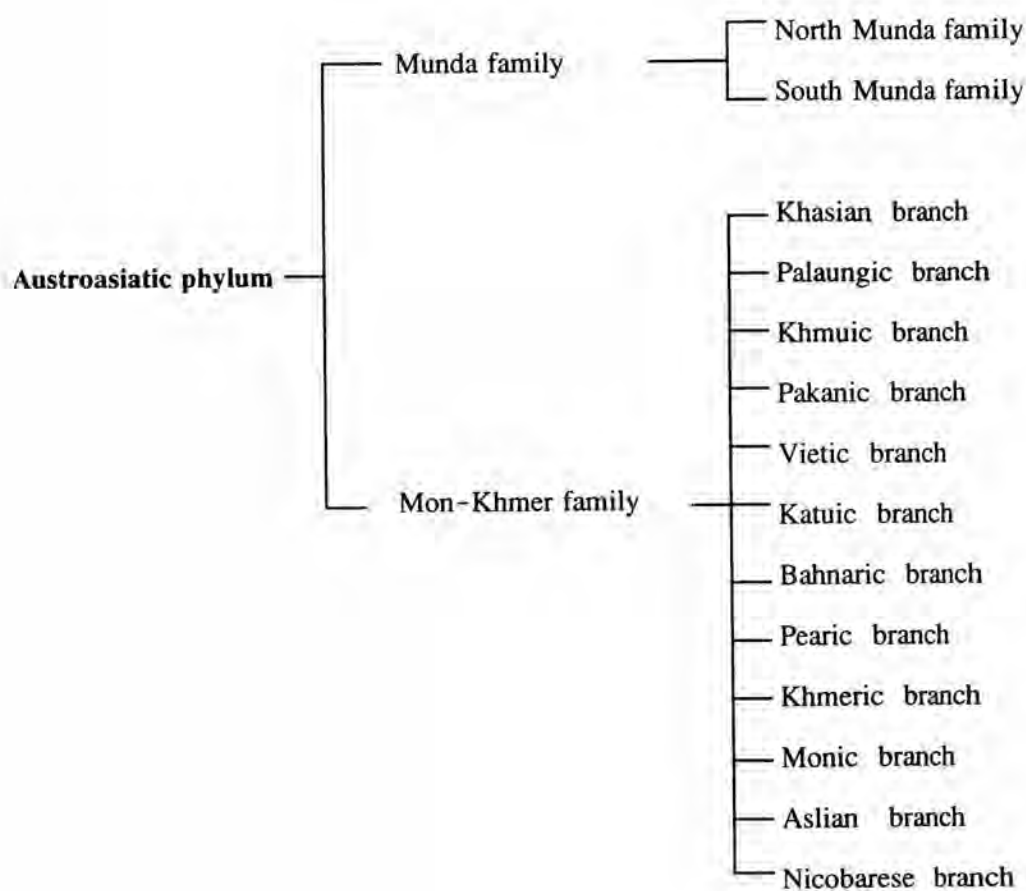 North Munda family
Munda family
South Munda family
Khasian branch
Austroasiatic phylum
Palaungic branch
Khmuic branch
Pakanic branch
Vietic branch
Mon-Khmer family
Katuic branch
Bahnaric branch
Pearic branch
Khmeric branch
Monic branch
Aslian branch
Nicobarese branch